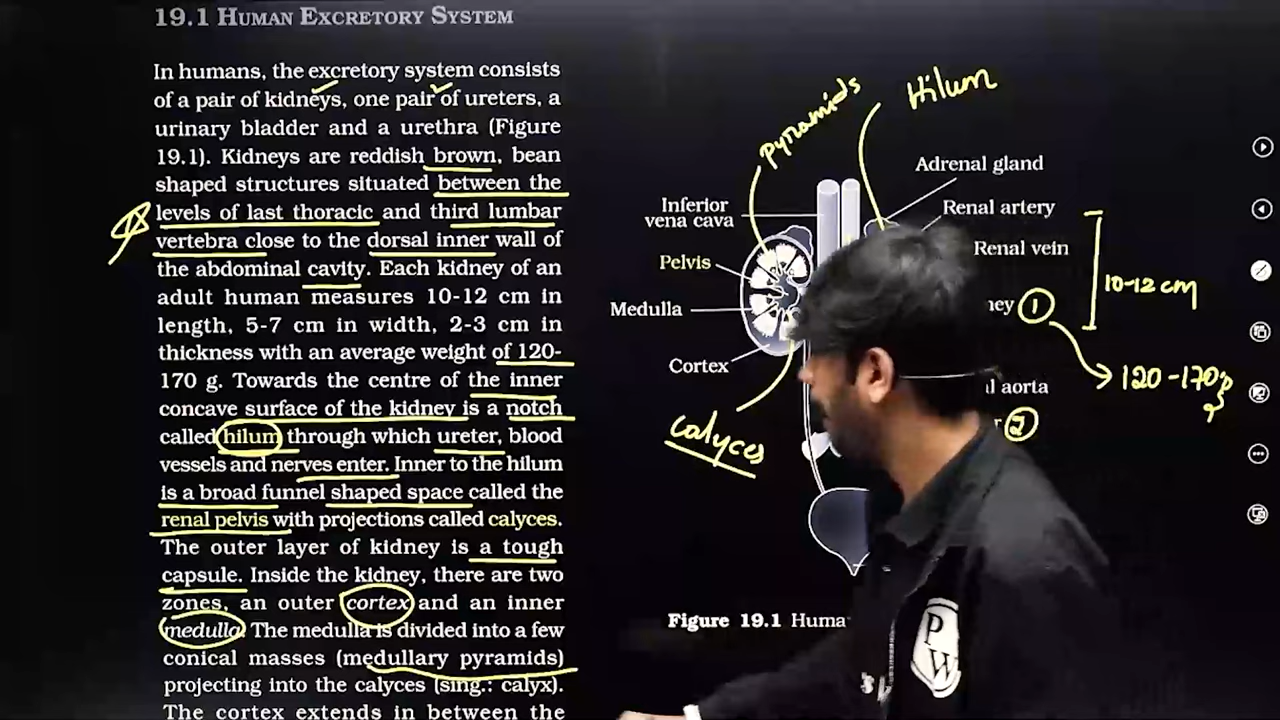 19.1 HUMAN EXCRETORY SYSTEM
In humans, the excretory system consists
of a pair of kidneys, one pair of ureters, a
urinary bladder and a urethra (Figure
19.1). Kidneys are reddish brown, bean
shaped structures situated between the
levels of last thoracic and third lumbar
vertebra close to the dorsal inner wall of
the abdominal cavity. Each kidney of an
adult human measures 10-12 cm in
length, 5-7 cm in width, 2-3 cm in
thickness with an average weight of 120-
170 g. Towards the centre of the inner
concave surface of the kidney is a notch
called hilum through which ureter, blood
vessels and nerves enter. Inner to the hilum
is a broad funnel shaped space called the
renal pelvis with projections called calyces.
The outer layer of kidney is a tough
capsule. Inside the kidney, there are two
zones, an outer cortex and an inner
medulla. The medulla is divided into a few
conical masses (medullary pyramids)
projecting into the calyces (sing.: calyx).
The cortex extends in between the
pyramids
Hilum
Adrenal gland
Inferior
vena cava
Renal artery
Renal vein
Pelvis
10-12 cm
Medulla
ney 1
Cortex
120-170g
l aorta
r 2
calyces
Figure 19.1 Huma
P
W